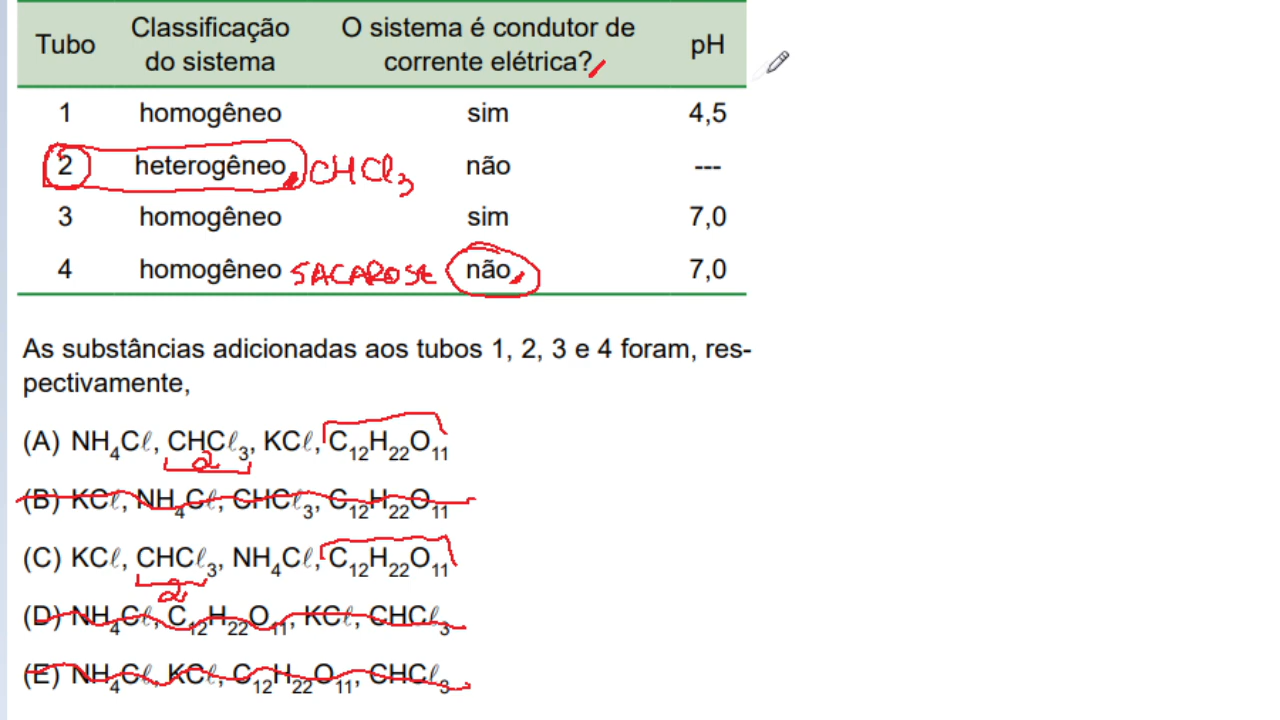 Tubo Classificação do sistema O sistema é condutor de corrente elétrica? pH
1 homogêneo sim 4,5
2 heterogêneo CHCl3 não ---
3 homogêneo sim 7,0
4 homogêneo SACAROSE não 7,0
As substâncias adicionadas aos tubos 1, 2, 3 e 4 foram, res-
pectivamente,
(A) NH4Cℓ, CHCℓ3, KCℓ, C12H22O11
2
(B) KCℓ, NH4Cℓ, CHCℓ3, C12H22O11
(C) KCℓ, CHCℓ3, NH4Cℓ, C12H22O11
2
(D) NH4Cℓ, C12H22O11, KCℓ, CHCℓ3
(E) NH4Cℓ, KCℓ, C12H22O11, CHCℓ3